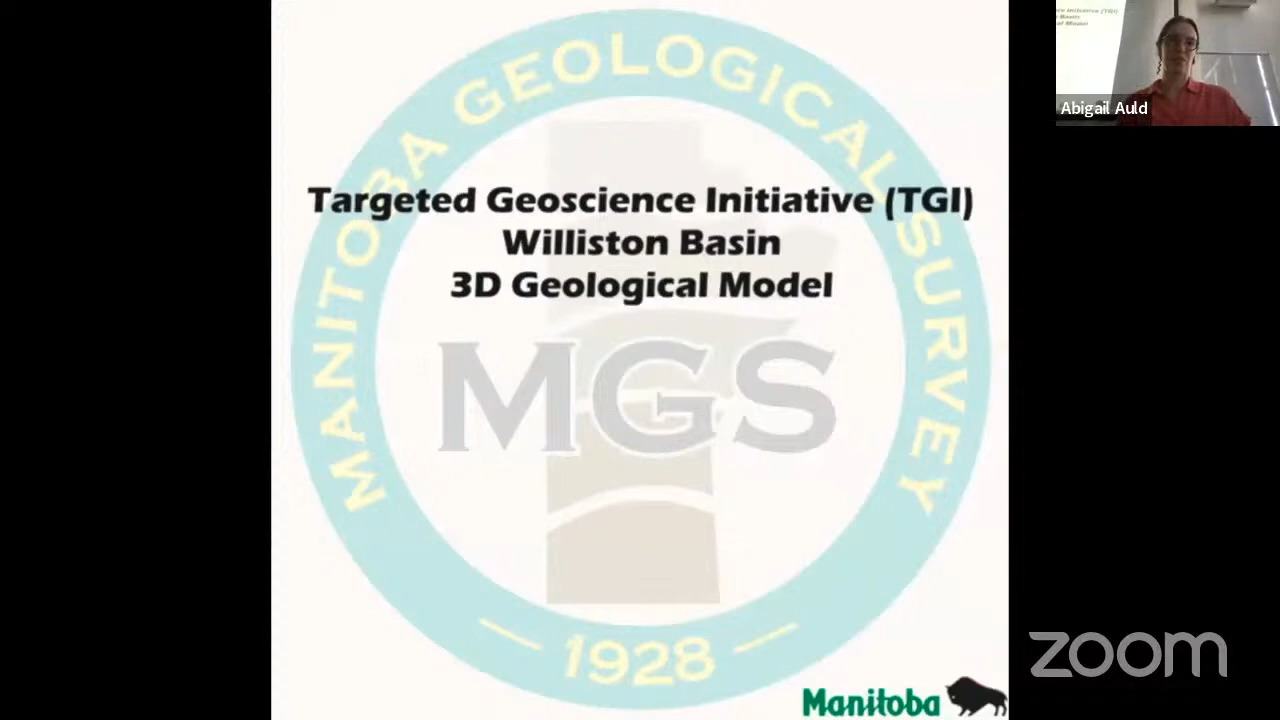 MANITOBA GEOLOGICAL SURVEY
Targeted Geoscience Initiative (TGI)
Williston Basin
3D Geological Model
MGS
1928
Manitoba
Abigail Auld
zoom